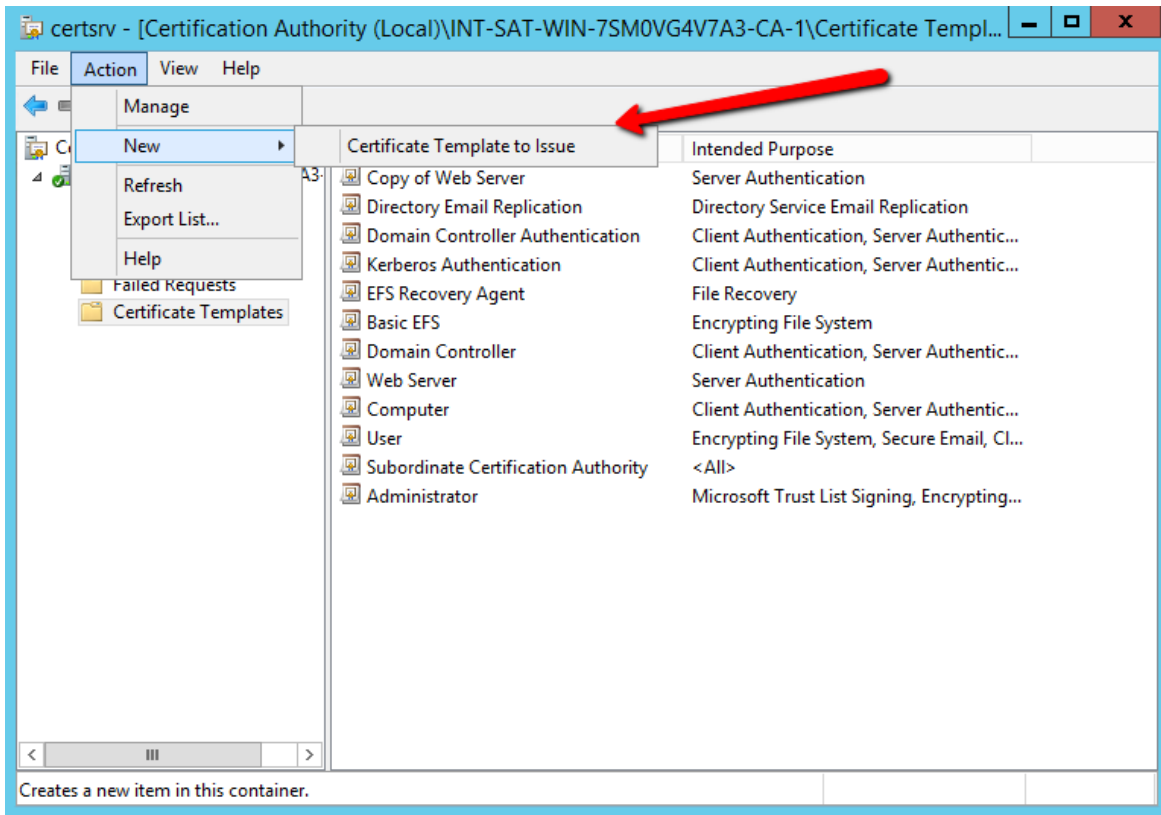 certsrv - [Certification Authority (Local)\INT-SAT-WIN-7SM0VG4V7A3-CA-1\Certificate Templ...
File Action View Help
Manage
New
Certificate Template to Issue
Refresh
Export List...
Help
Failed Requests
Certificate Templates
Intended Purpose
Copy of Web Server Server Authentication
Directory Email Replication Directory Service Email Replication
Domain Controller Authentication Client Authentication, Server Authentic...
Kerberos Authentication Client Authentication, Server Authentic...
EFS Recovery Agent File Recovery
Basic EFS Encrypting File System
Domain Controller Client Authentication, Server Authentic...
Web Server Server Authentication
Computer Client Authentication, Server Authentic...
User Encrypting File System, Secure Email, Cl...
Subordinate Certification Authority <All>
Administrator Microsoft Trust List Signing, Encrypting...
Creates a new item in this container.